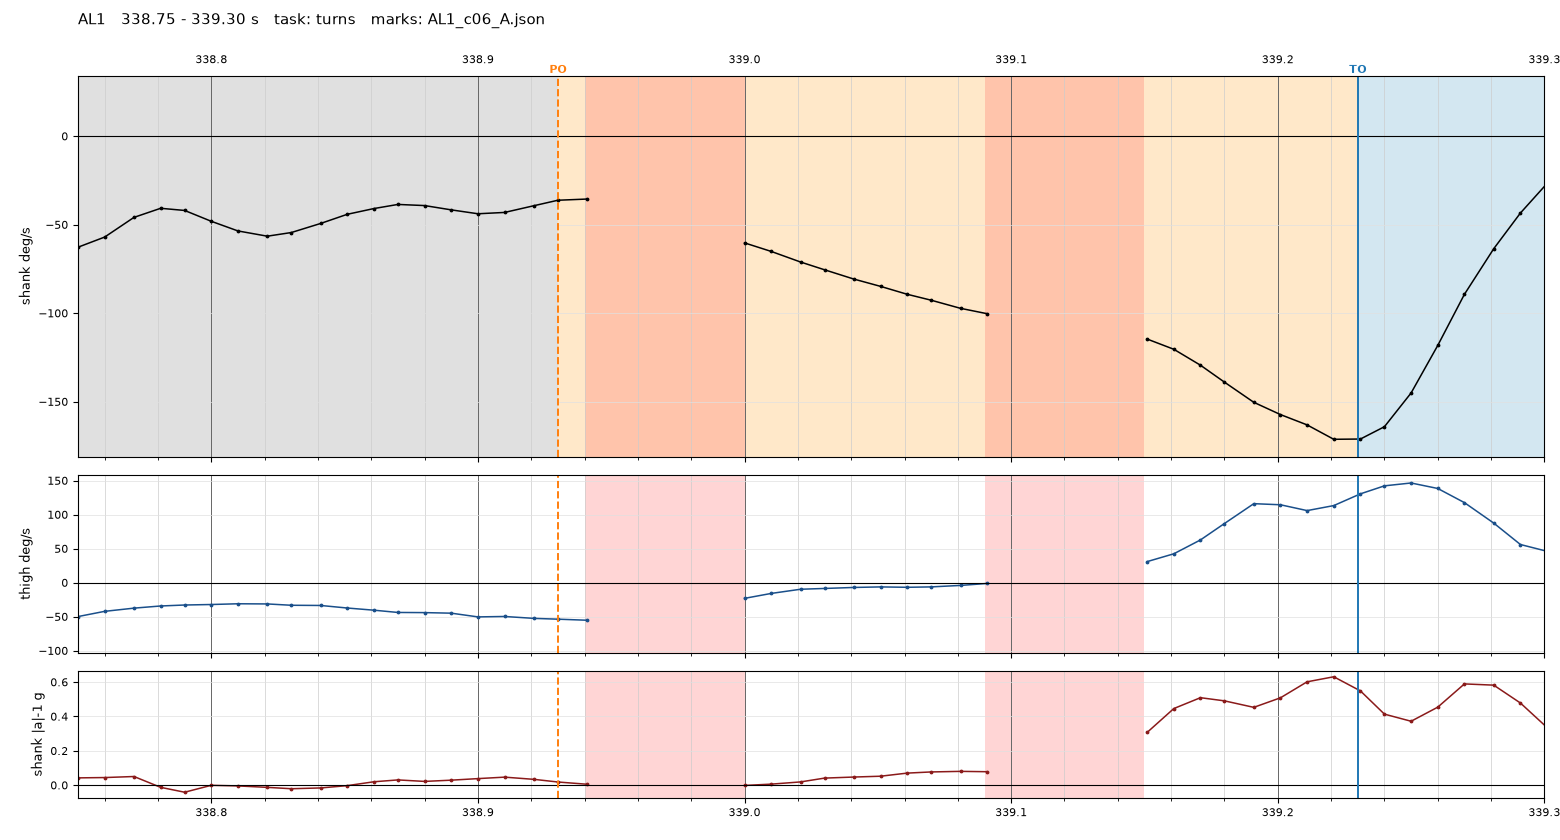 AL1   338.75 - 339.30 s   task: turns   marks: AL1_c06_A.json
338.8 338.9 339.0 339.1 339.2 339.3
PO TO
0
−50
−100
−150
shank deg/s
150
100
50
0
−50
−100
thigh deg/s
0.6
0.4
0.2
0.0
shank |a|-1 g
338.8 338.9 339.0 339.1 339.2 339.3